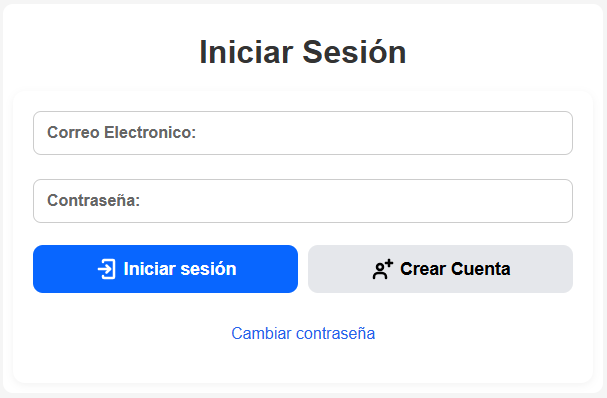 Iniciar Sesión
Correo Electronico:
Contraseña:
Iniciar sesión
Crear Cuenta
Cambiar contraseña